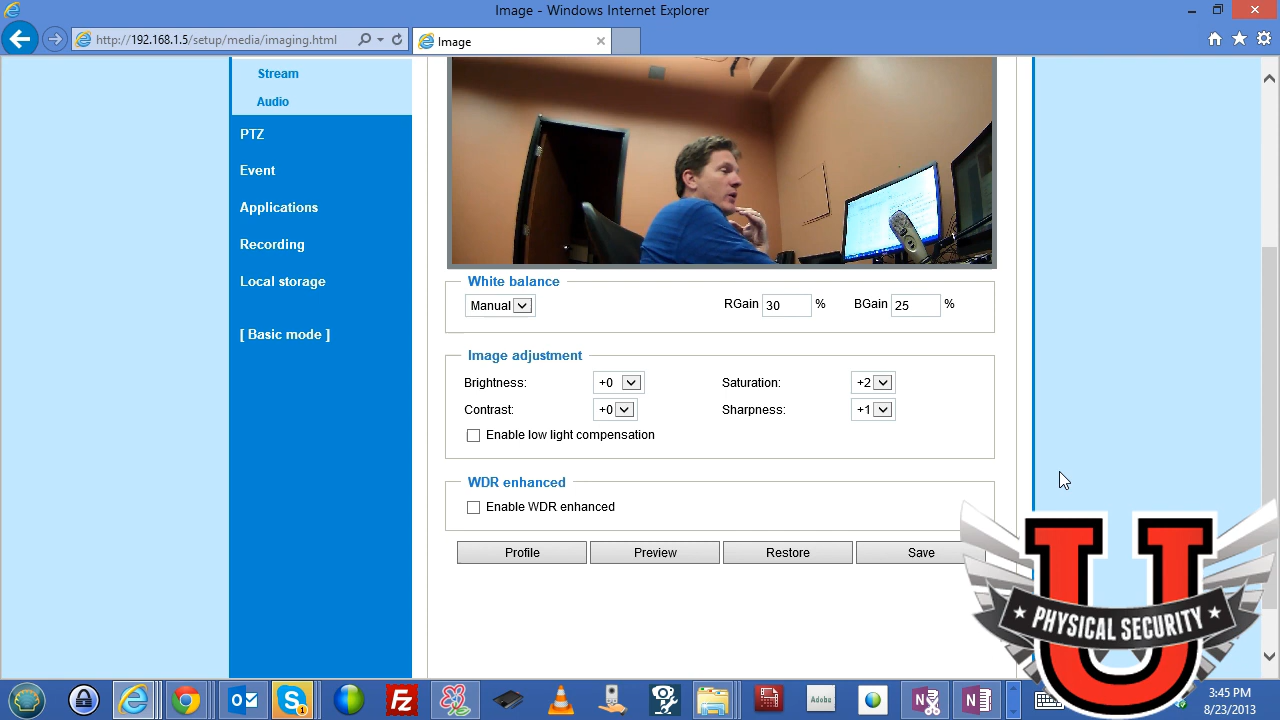 Image - Windows Internet Explorer
http://192.168.1.5/setup/media/imaging.html
Image
Stream
Audio
PTZ
Event
Applications
Recording
Local storage
[ Basic mode ]
White balance
Manual RGain 30 % BGain 25 %
Image adjustment
Brightness: +0 Saturation: +2
Contrast: +0 Sharpness: +1
Enable low light compensation
WDR enhanced
Enable WDR enhanced
Profile Preview Restore Save
U
PHYSICAL SECURITY
Adobe
3:45 PM
8/23/2013